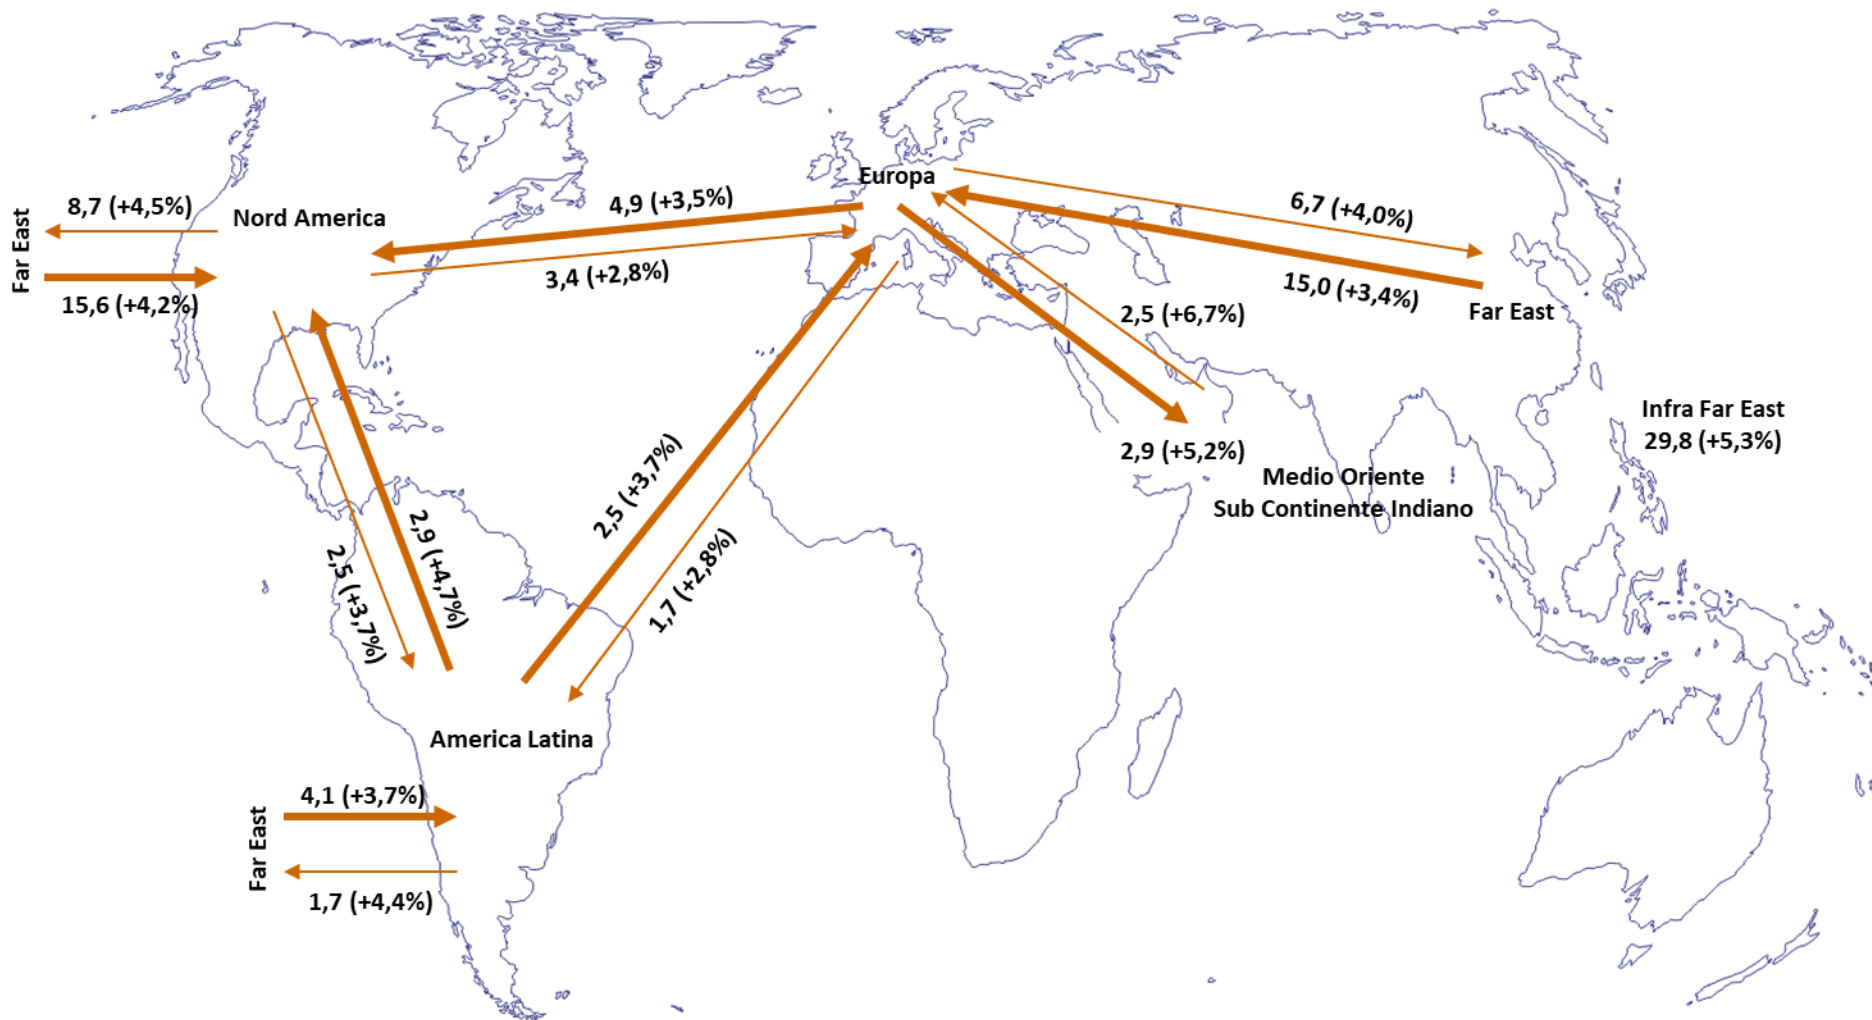 Europa
8,7 (+4,5%)
Nord America
4,9 (+3,5%)
6,7 (+4,0%)
Far East
3,4 (+2,8%)
15,0 (+3,4%)
15,6 (+4,2%)
2,5 (+6,7%)
Far East
Infra Far East
29,8 (+5,3%)
2,9 (+5,2%)
Medio Oriente
Sub Continente Indiano
2,5 (+3,7%)
2,9 (+4,7%)
2,5 (+3,7%)
1,7 (+2,8%)
America Latina
4,1 (+3,7%)
Far East
1,7 (+4,4%)